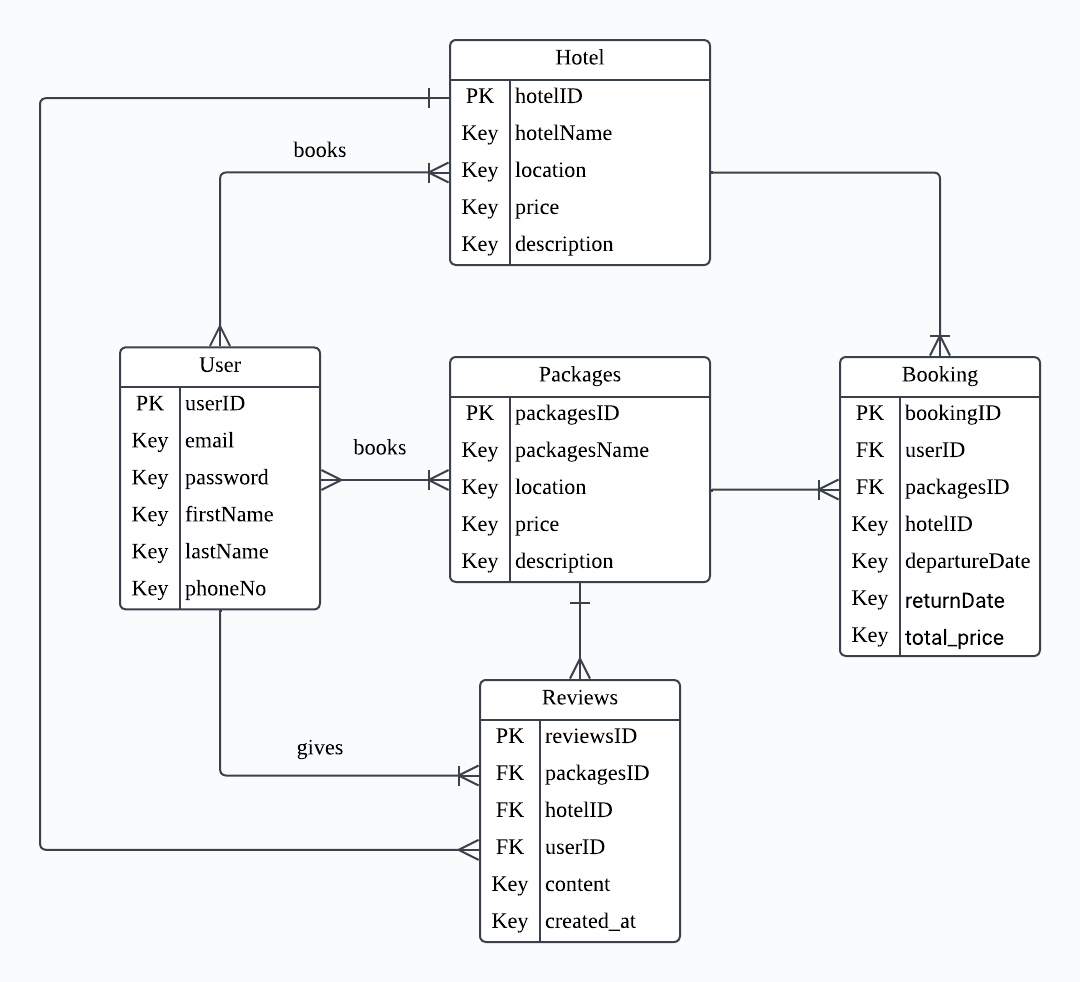 Hotel
PK hotelID
Key hotelName
Key location
Key price
Key description
books
User
PK userID
Key email
Key password
Key firstName
Key lastName
Key phoneNo
books
Packages
PK packagesID
Key packagesName
Key location
Key price
Key description
Booking
PK bookingID
FK userID
FK packagesID
Key hotelID
Key departureDate
Key returnDate
Key total_price
gives
Reviews
PK reviewsID
FK packagesID
FK hotelID
FK userID
Key content
Key created_at